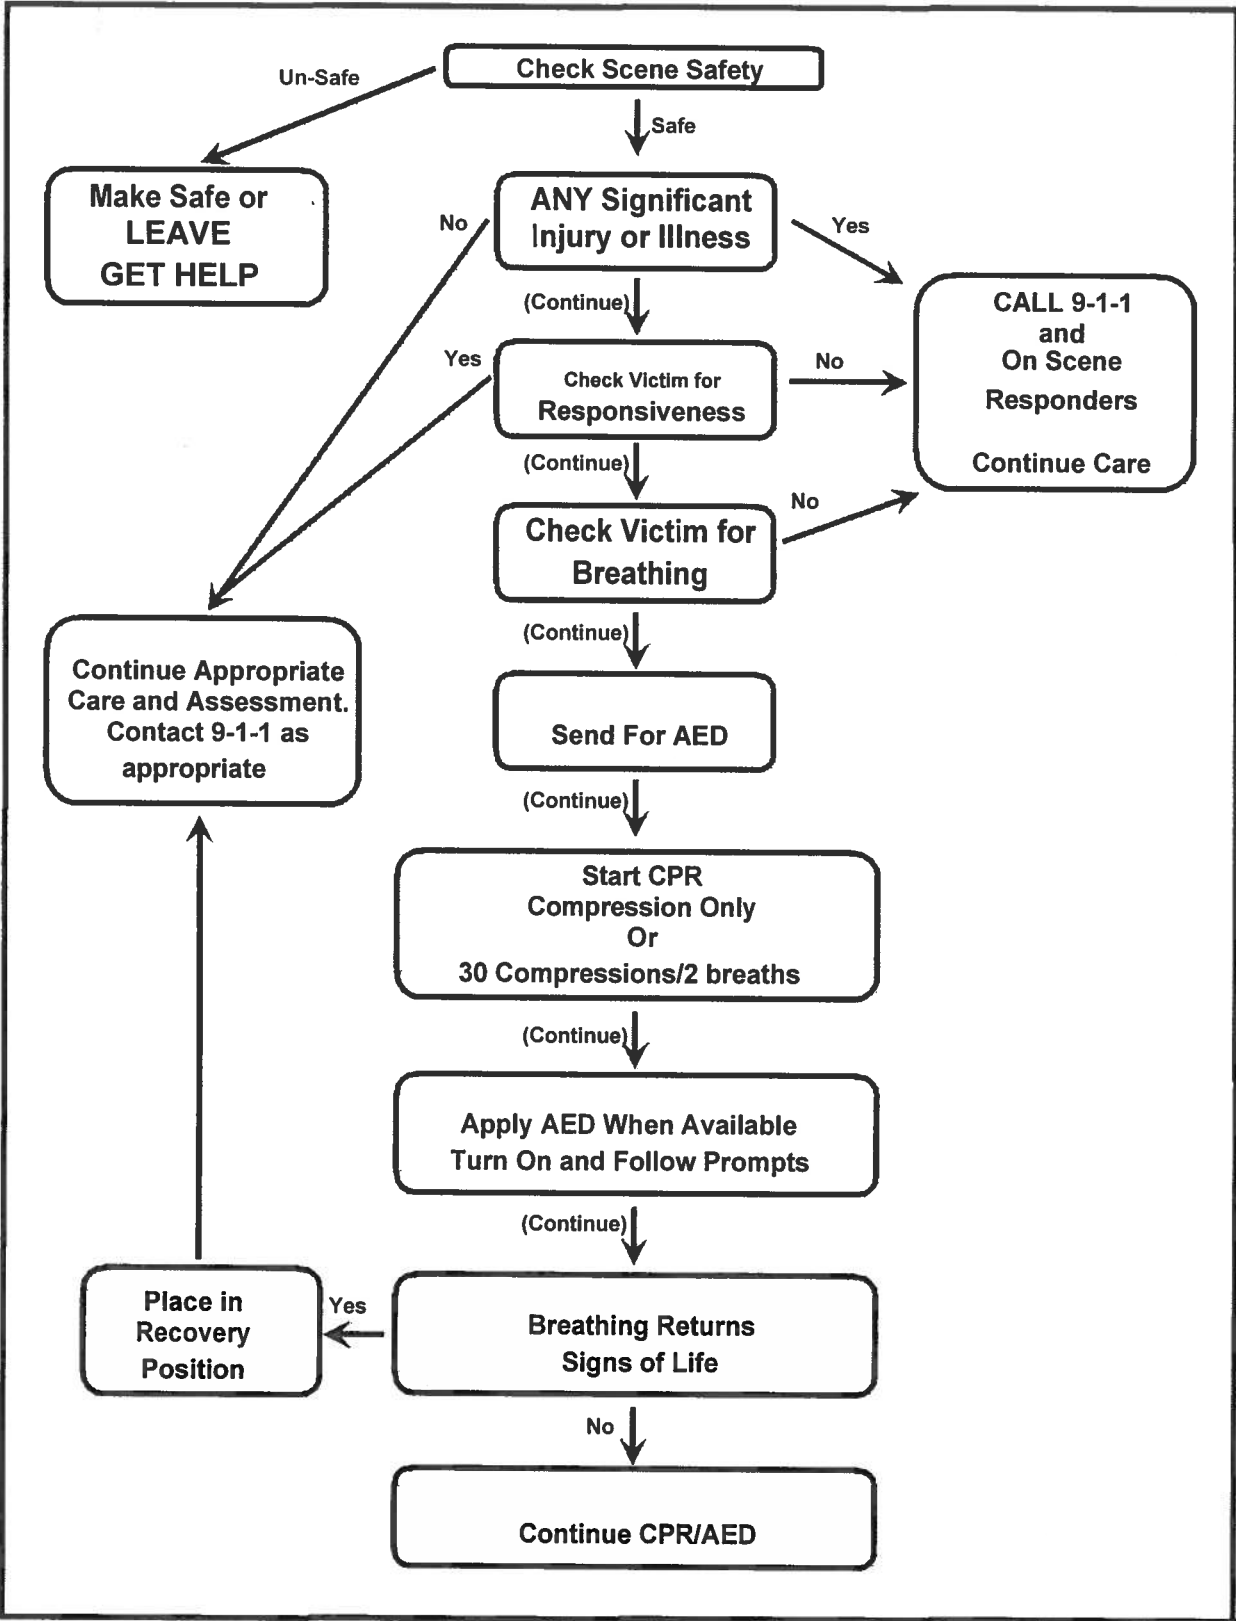 Check Scene Safety
Un-Safe
Safe
Make Safe or
LEAVE
GET HELP
No
ANY Significant
Injury or Illness
Yes
(Continue)
CALL 9-1-1
and
On Scene
Responders
Continue Care
Yes
Check Victim for
Responsiveness
No
(Continue)
Check Victim for
Breathing
No
(Continue)
Continue Appropriate
Care and Assessment.
Contact 9-1-1 as
appropriate
Send For AED
(Continue)
Start CPR
Compression Only
Or
30 Compressions/2 breaths
(Continue)
Apply AED When Available
Turn On and Follow Prompts
(Continue)
Place in
Recovery
Position
Yes
Breathing Returns
Signs of Life
No
Continue CPR/AED